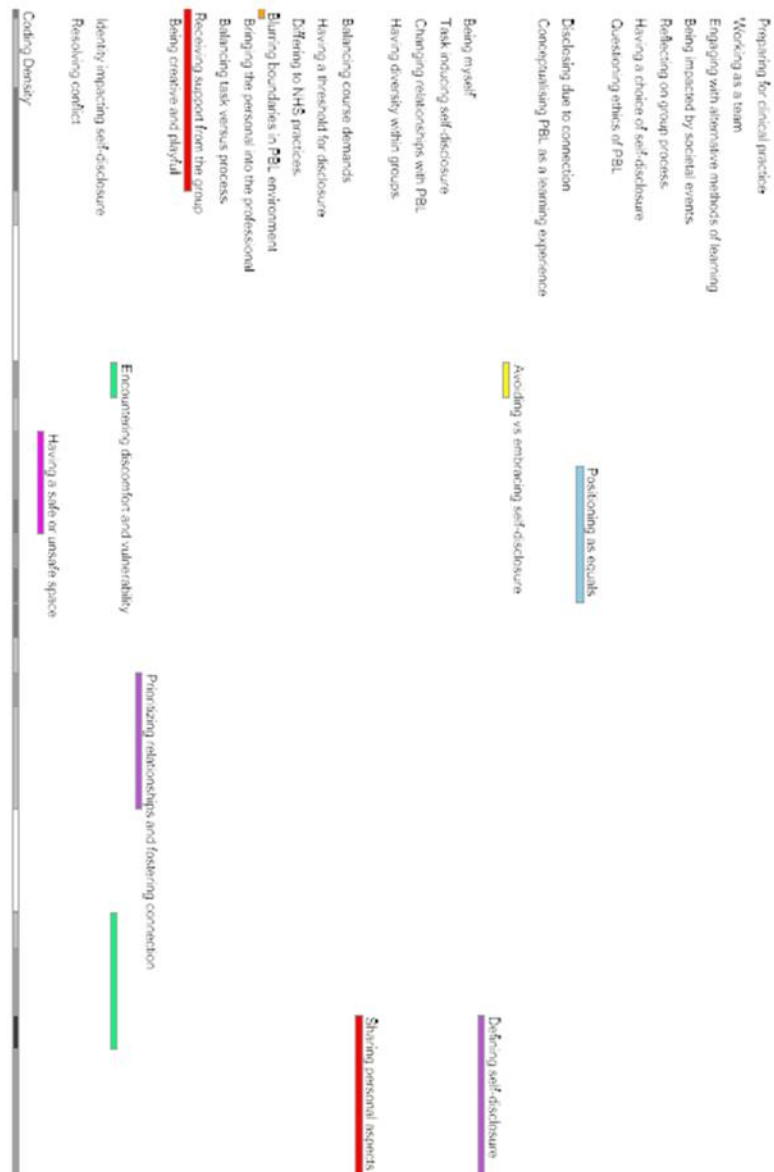 Preparing for clinical practice
Working as a team
Engaging with alternative methods of learning
Being impacted by societal events
Reflecting on group process
Having a choice of self-disclosure
Questioning ethics of PBL
Positioning as equals
Disclosing due to connection
Conceptualising PBL as a learning experience
Avoiding vs embracing self-disclosure
Defining self-disclosure
Being myself
Task inducing self-disclosure
Changing relationships with PBL
Having diversity within groups
Sharing personal aspects
Balancing course demands
Having a threshold for disclosure
Differing to NHS practices
Blurring boundaries in PBL environment
Bringing the personal into the professional
Balancing task versus process
Receiving support from the group
Being creative and playful
Prioritizing relationships and fostering connection
Encountering discomfort and vulnerability
Identity impacting self-disclosure
Resolving conflict
Having a safe or unsafe space
Coding Density